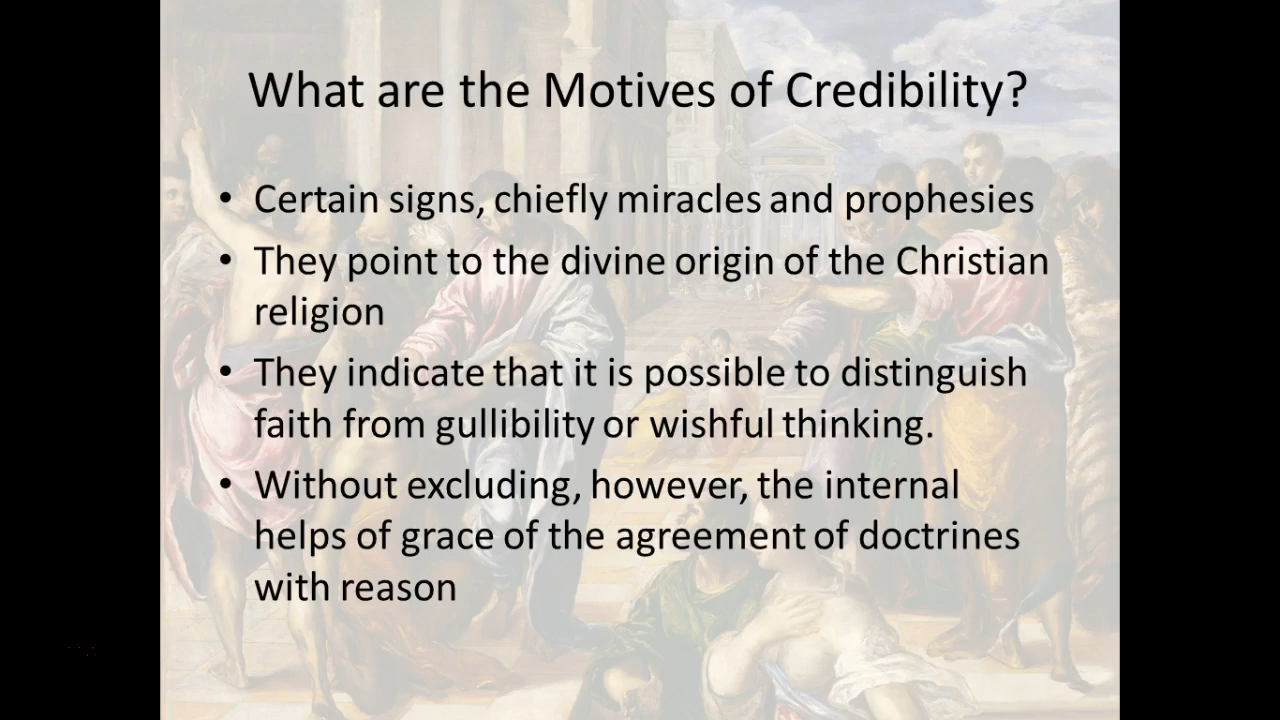 What are the Motives of Credibility?
• Certain signs, chiefly miracles and prophesies
• They point to the divine origin of the Christian
religion
• They indicate that it is possible to distinguish
faith from gullibility or wishful thinking.
• Without excluding, however, the internal
helps of grace of the agreement of doctrines
with reason